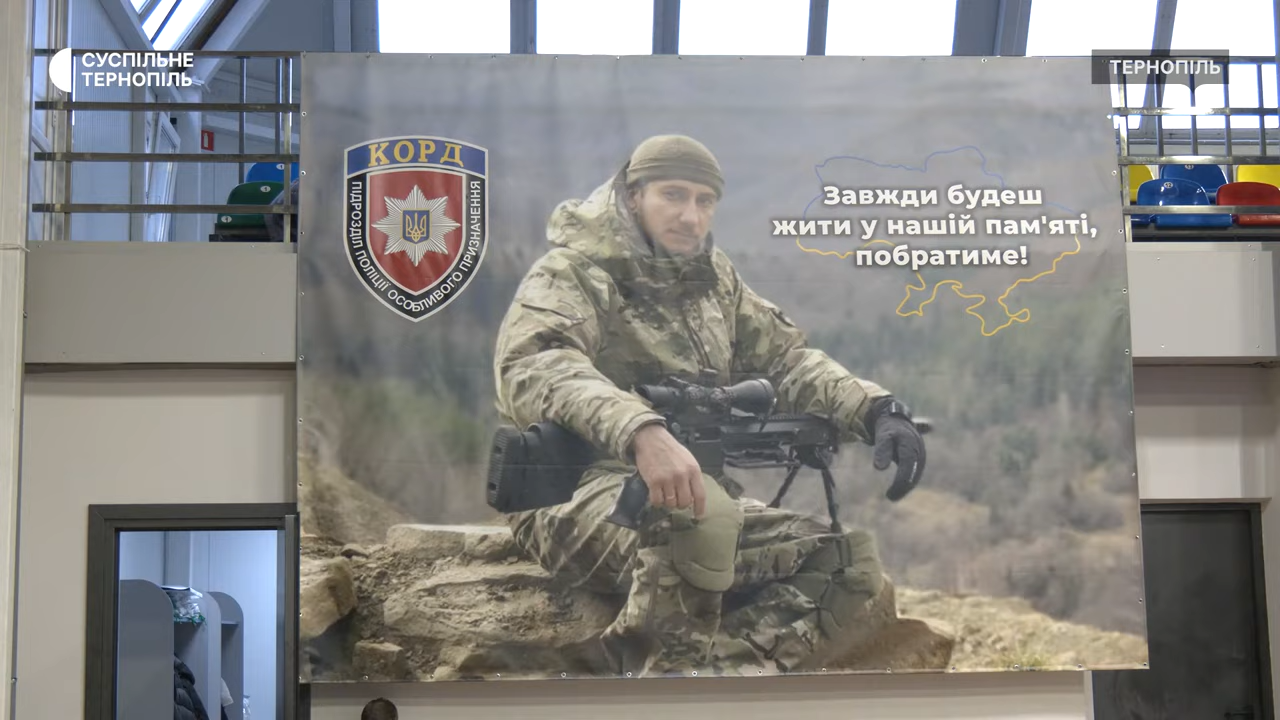 СУСПІЛЬНЕ
ТЕРНОПІЛЬ
ТЕРНОПІЛЬ
КОРД
ПІДРОЗДІЛ ПОЛІЦІЇ ОСОБЛИВОГО ПРИЗНАЧЕННЯ
Завжди будеш
жити у нашій пам'яті,
побратиме!